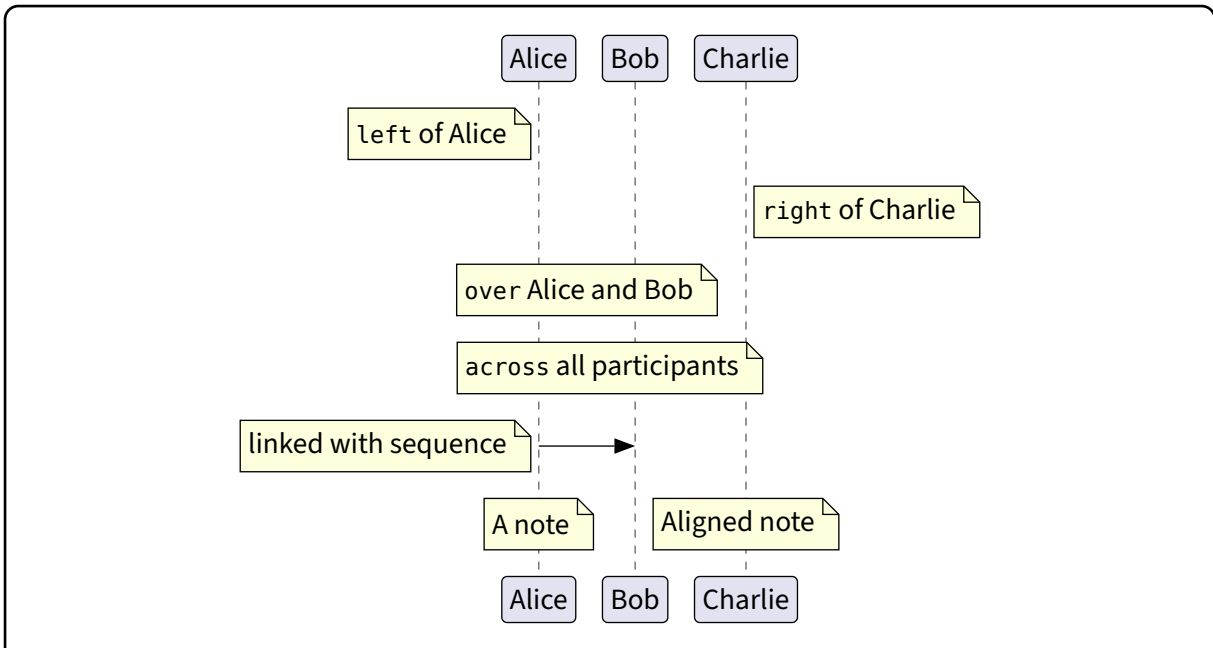 Alice Bob Charlie
left of Alice
right of Charlie
over Alice and Bob
across all participants
linked with sequence
A note Aligned note
Alice Bob Charlie